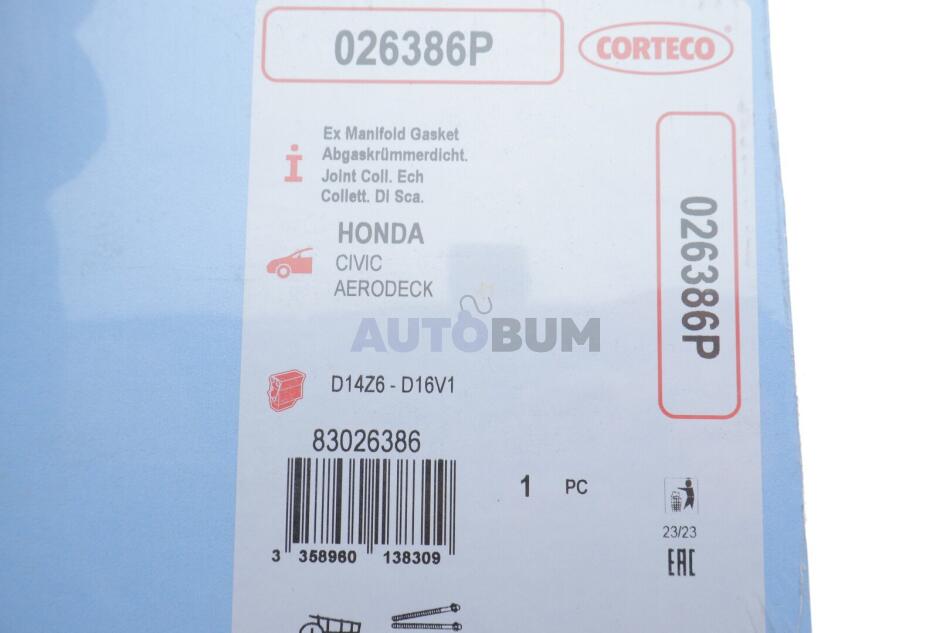 026386P
CORTECO
Ex Manifold Gasket
Abgaskrümmerdicht.
Joint Coll. Ech
Collett. Di Sca.
026386P
HONDA
CIVIC
AERODECK
AUTOBUM
D14Z6 - D16V1
83026386
1 PC
3 358960 138309
23/23
EAC